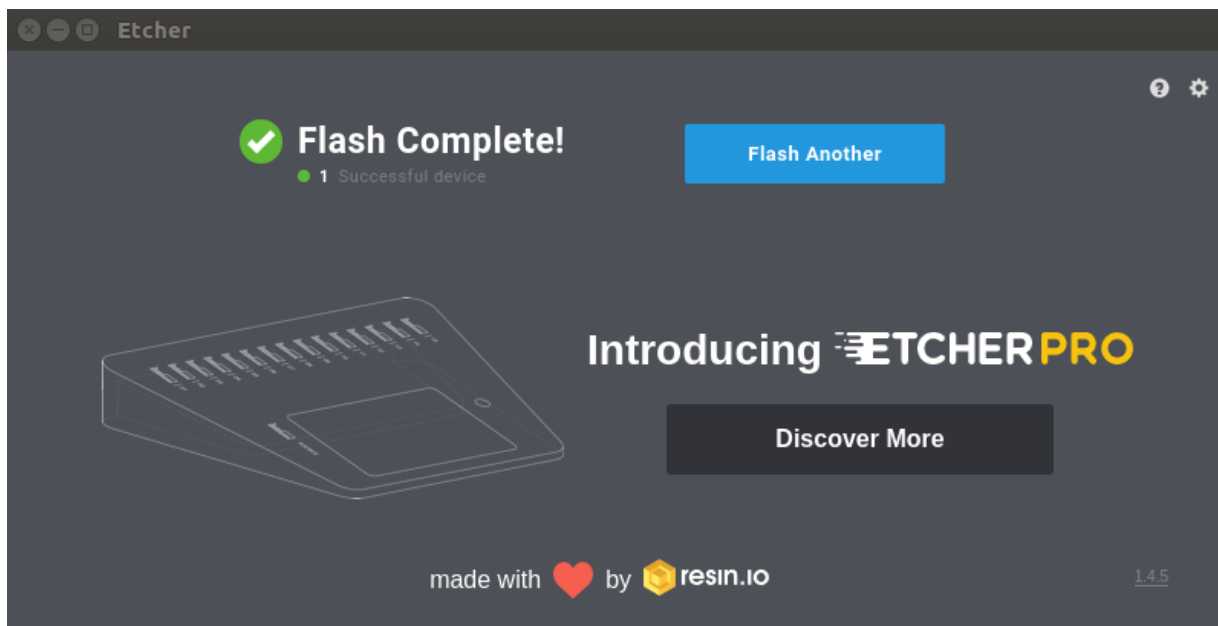 Etcher
Flash Complete!
1 Successful device
Flash Another
Introducing ETCHER PRO
Discover More
made with by resin.io
1.4.5